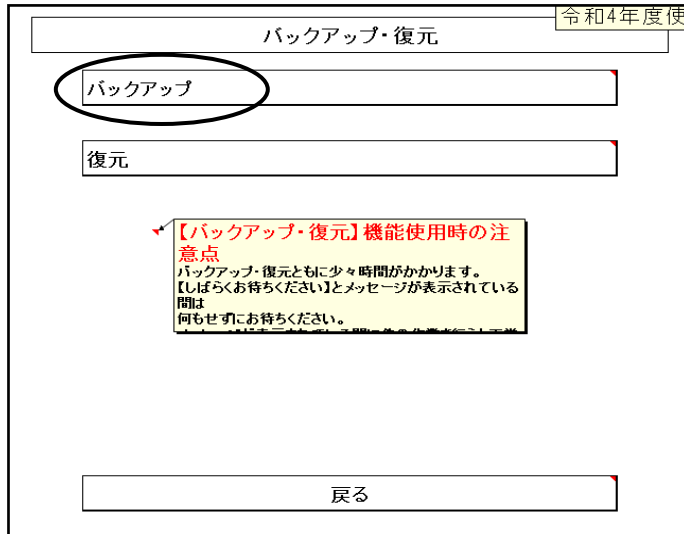 令和4年度使
バックアップ・復元
バックアップ
復元
【バックアップ・復元】機能使用時の注
意点
バックアップ・復元ともに少々時間がかかります。
【しばらくお待ちください】とメッセージが表示されている
間は
何もせずにお待ちください。
戻る